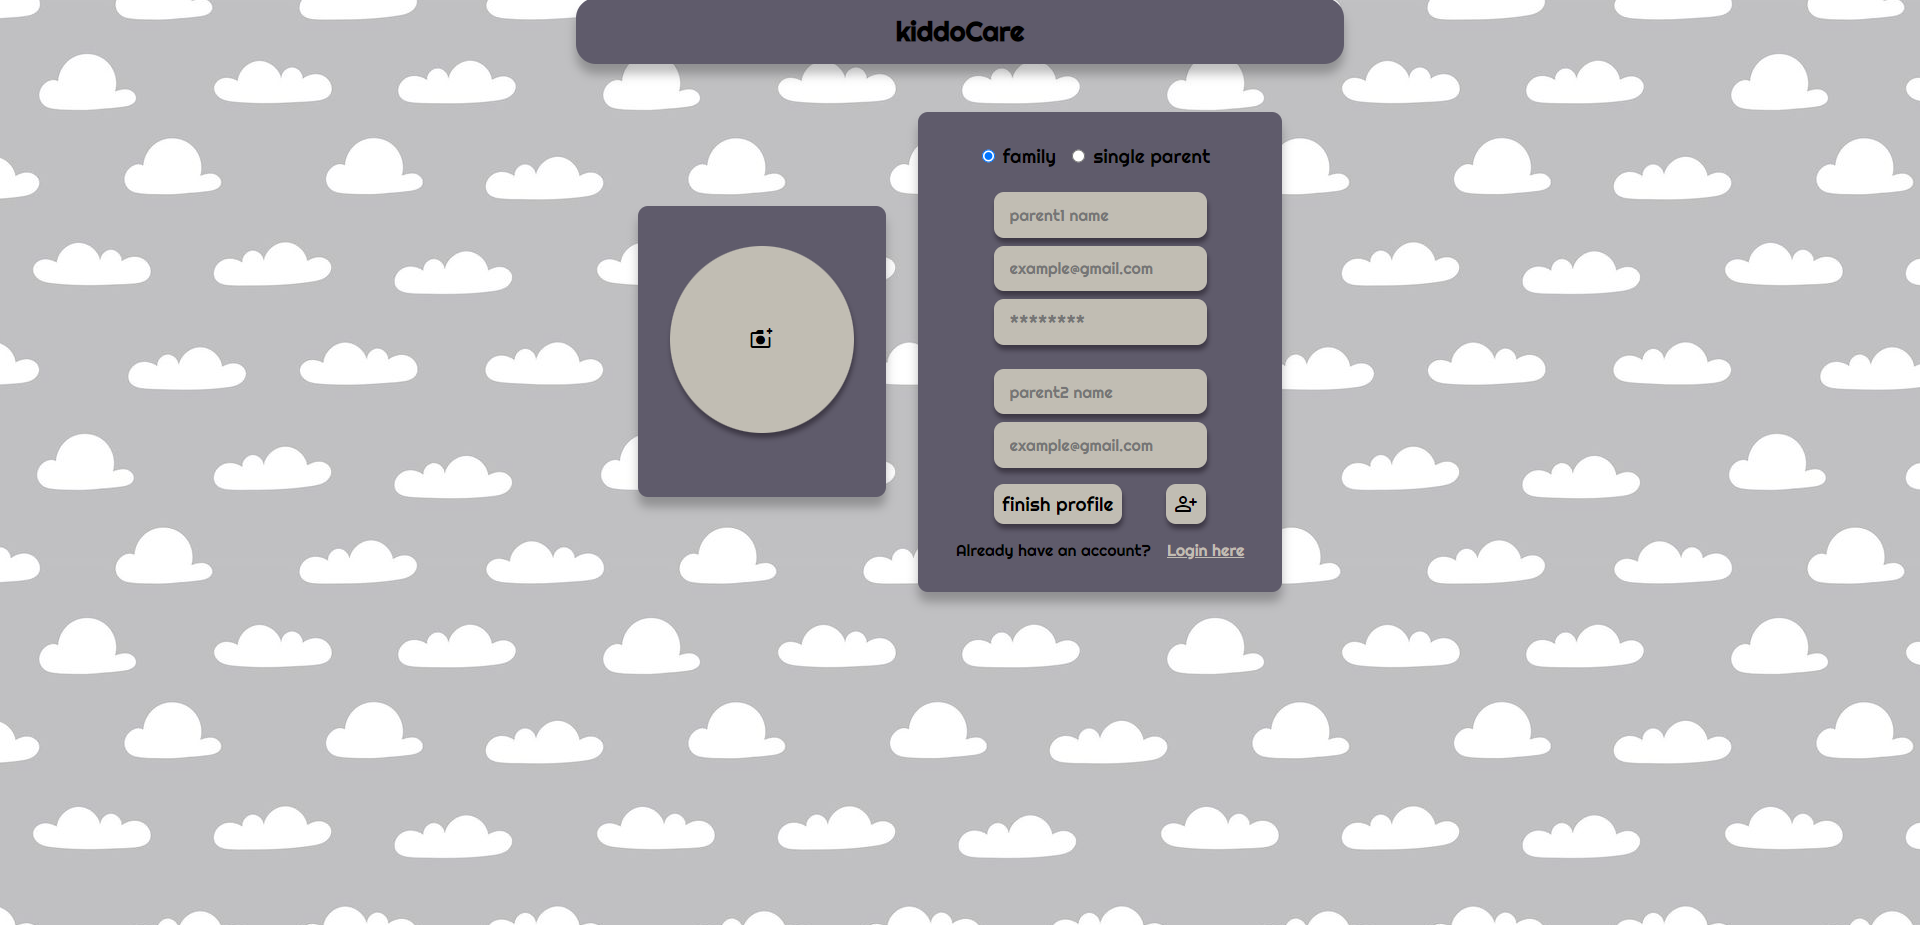 kiddoCare
family single parent
parent1 name
example@gmail.com
********
parent2 name
example@gmail.com
finish profile
Already have an account? Login here